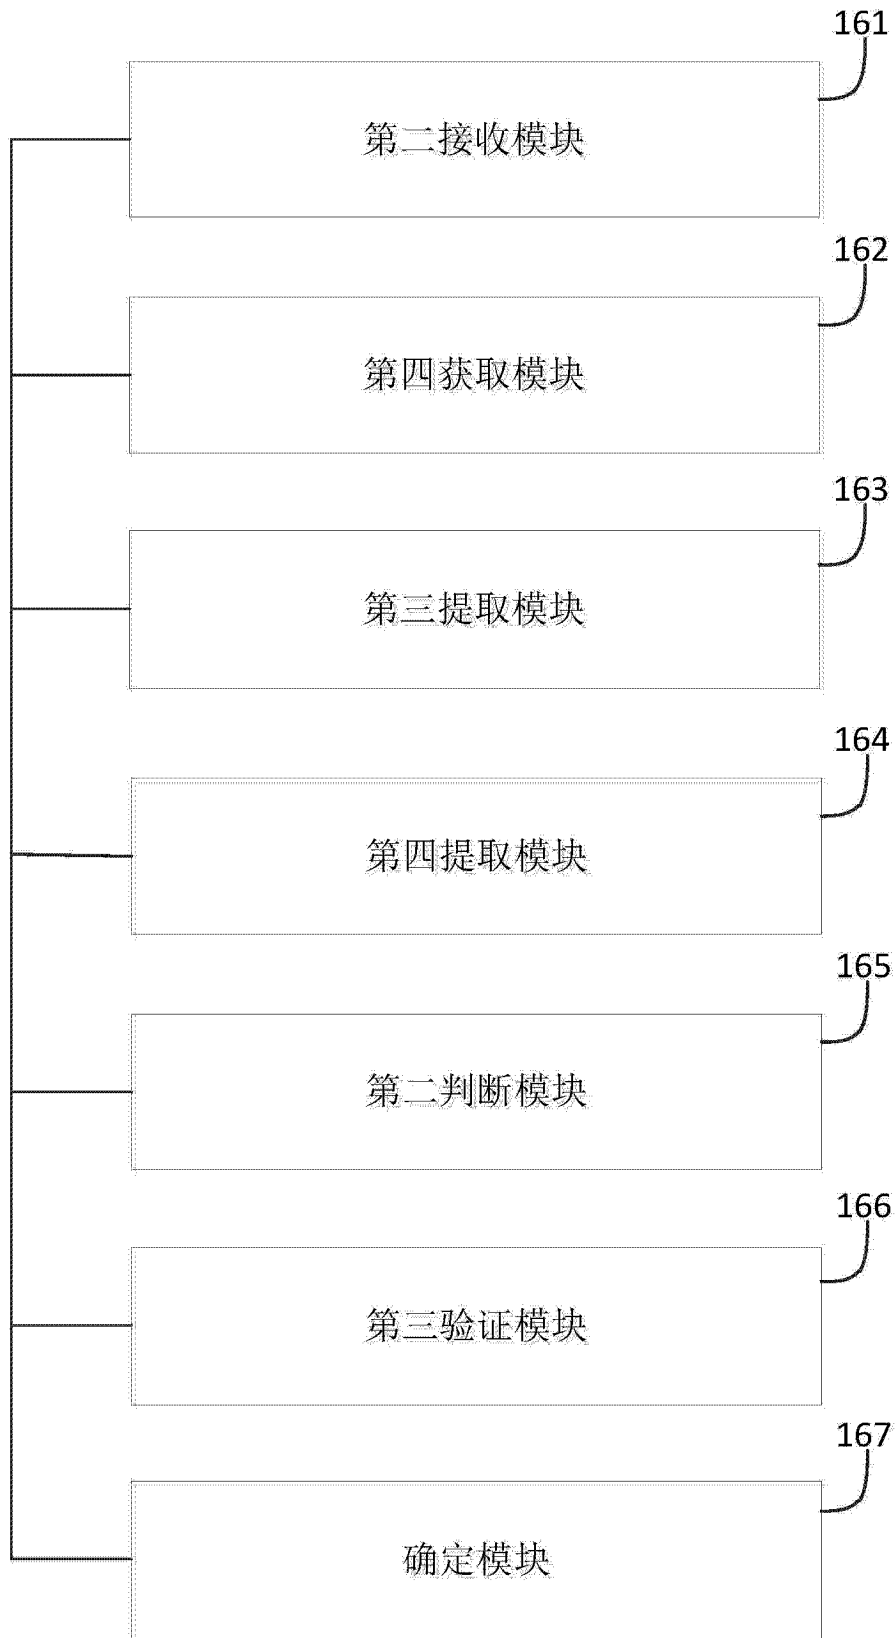 161
第二接收模块
162
第四获取模块
163
第三提取模块
164
第四提取模块
165
第二判断模块
166
第三验证模块
167
确定模块